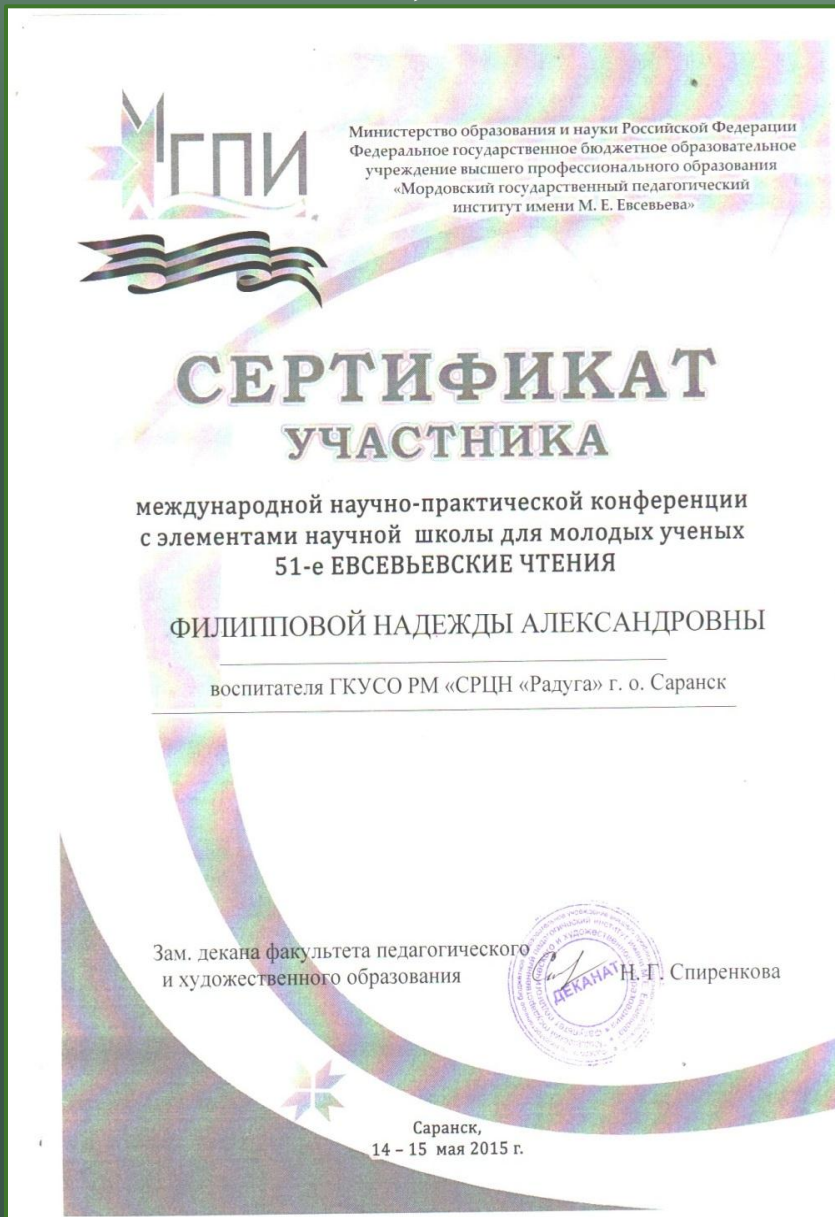 МГПИ
Министерство образования и науки Российской Федерации
Федеральное государственное бюджетное образовательное
учреждение высшего профессионального образования
«Мордовский государственный педагогический
институт имени М. Е. Евсевьева»
СЕРТИФИКАТ
УЧАСТНИКА
международной научно-практической конференции
с элементами научной школы для молодых ученых
51-е ЕВСЕВЬЕВСКИЕ ЧТЕНИЯ
ФИЛИППОВОЙ НАДЕЖДЫ АЛЕКСАНДРОВНЫ
воспитателя ГКУСО РМ «СРЦН «Радуга» г. о. Саранск
Зам. декана факультета педагогического
и художественного образования
Н. Г. Спиренкова
ДЕКАНАТ
Саранск,
14 – 15 мая 2015 г.